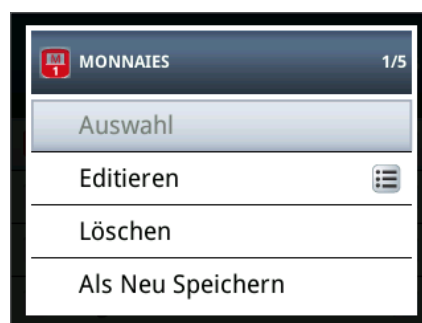 M
1
MONNAIES 1/5
Auswahl
Editieren
Löschen
Als Neu Speichern